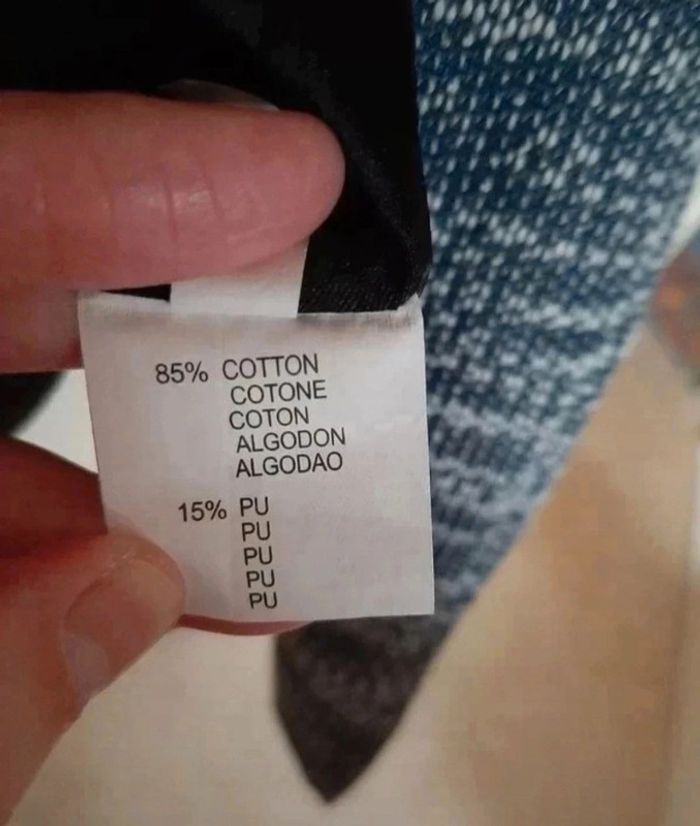 85% COTTON
COTONE
COTON
ALGODON
ALGODAO
15% PU
PU
PU
PU
PU